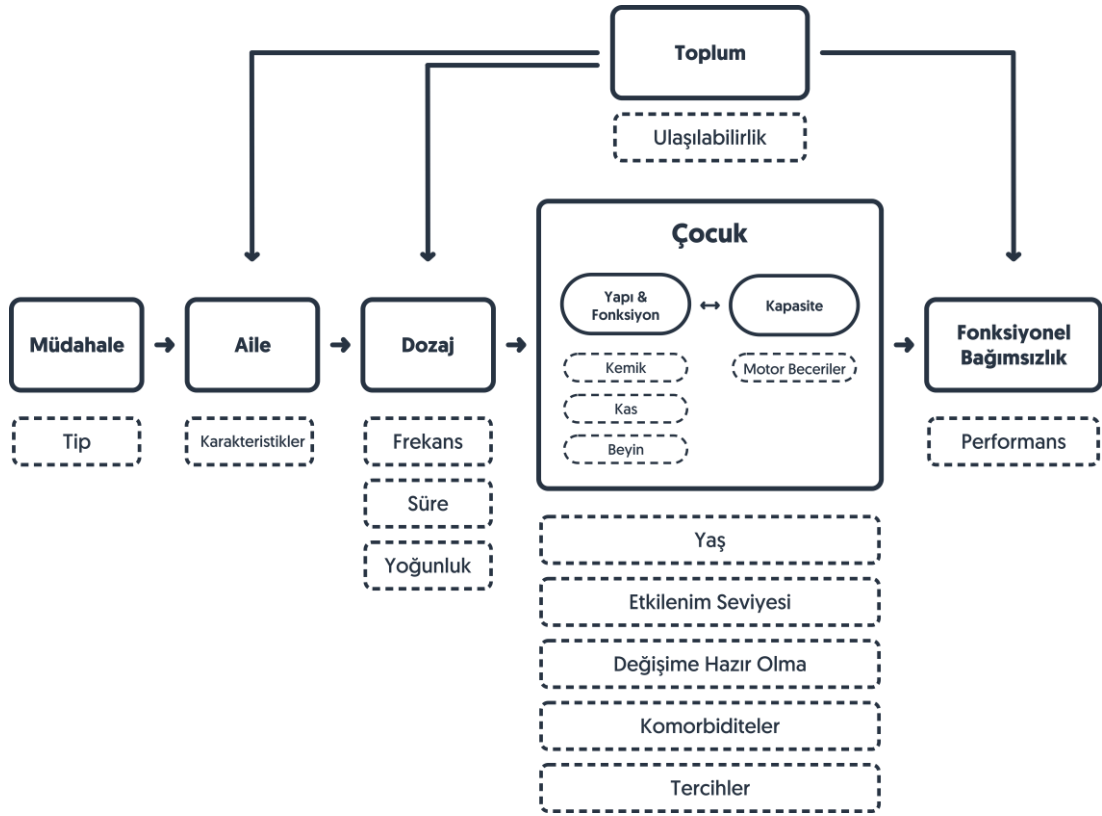 Toplum
Ulaşılabilirlik
Çocuk
Yapı &
Fonksiyon
Kapasite
Kemik
Kas
Beyin
Motor Beceriler
Müdahale
Tip
Aile
Karakteristikler
Dozaj
Frekans
Süre
Yoğunluk
Fonksiyonel
Bağımsızlık
Performans
Yaş
Etkilenim Seviyesi
Değişime Hazır Olma
Komorbiditeler
Tercihler